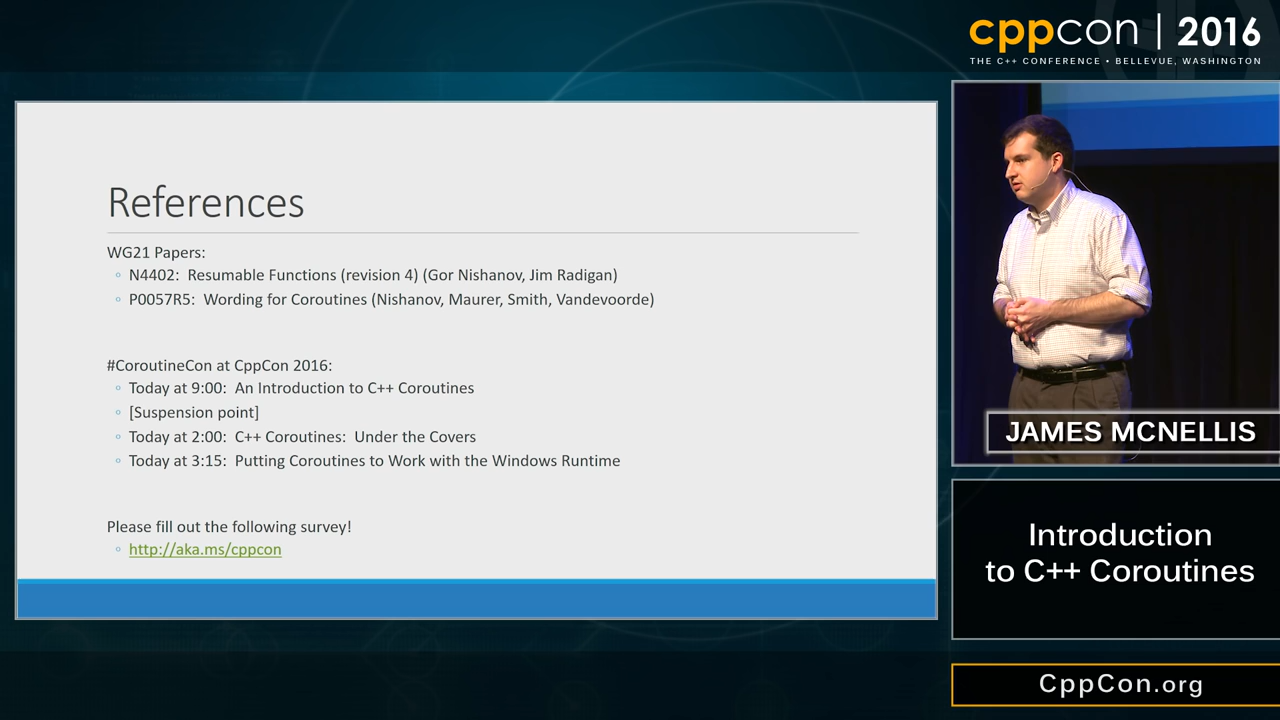 cppcon | 2016
THE C++ CONFERENCE • BELLEVUE, WASHINGTON
References
WG21 Papers:
◦ N4402: Resumable Functions (revision 4) (Gor Nishanov, Jim Radigan)
◦ P0057R5: Wording for Coroutines (Nishanov, Maurer, Smith, Vandevoorde)
#CoroutineCon at CppCon 2016:
◦ Today at 9:00: An Introduction to C++ Coroutines
◦ [Suspension point]
◦ Today at 2:00: C++ Coroutines: Under the Covers
◦ Today at 3:15: Putting Coroutines to Work with the Windows Runtime
Please fill out the following survey!
◦ http://aka.ms/cppcon
JAMES MCNELLIS
Introduction
to C++ Coroutines
CppCon.org